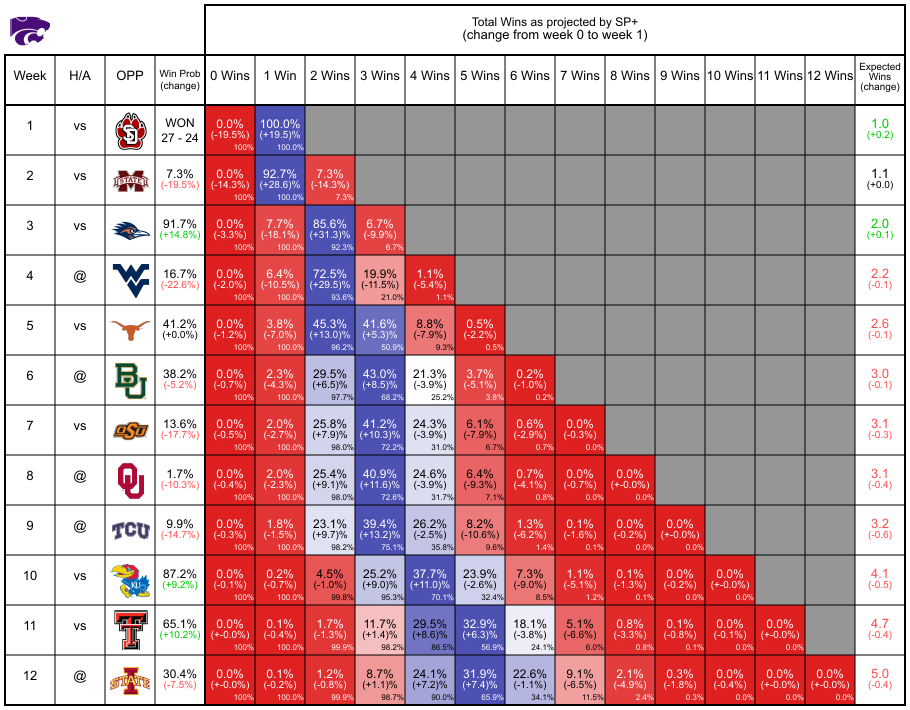 Total Wins as projected by SP+
(change from week 0 to week 1)
Week H/A OPP Win Prob (change) 0 Wins 1 Win 2 Wins 3 Wins 4 Wins 5 Wins 6 Wins 7 Wins 8 Wins 9 Wins 10 Wins 11 Wins 12 Wins Expected Wins (change)
1 vs SD WON 0.0% 100.0% 1.0
27 - 24 (-19.5%) (+19.5)% (+0.2)
100% 100.0%
2 vs STATE 7.3% 0.0% 92.7% 7.3% 1.1
(-19.5%) (-14.3%) (+28.6)% (-14.3%) (+0.0)
100% 100.0% 7.3%
3 vs 91.7% 0.0% 7.7% 85.6% 6.7% 2.0
(+14.8%) (-3.3%) (-18.1%) (+31.3)% (-9.9%) (+0.1)
100% 100.0% 92.3% 6.7%
4 @ WV 16.7% 0.0% 6.4% 72.5% 19.9% 1.1% 2.2
(-22.6%) (-2.0%) (-10.5%) (+29.5)% (-11.5%) (-5.4%) (-0.1)
100% 100.0% 93.6% 21.0% 1.1%
5 vs 41.2% 0.0% 3.8% 45.3% 41.6% 8.8% 0.5% 2.6
(+0.0%) (-1.2%) (-7.0%) (+13.0)% (+5.3)% (-7.9%) (-2.2%) (-0.1)
100% 100.0% 96.2% 50.9% 9.3% 0.5%
6 @ BU 38.2% 0.0% 2.3% 29.5% 43.0% 21.3% 3.7% 0.2% 3.0
(-5.2%) (-0.7%) (-4.3%) (+6.5)% (+8.5)% (-3.9%) (-5.1%) (-1.0%) (-0.1)
100% 100.0% 97.7% 68.2% 25.2% 3.8% 0.2%
7 vs OSU 13.6% 0.0% 2.0% 25.8% 41.2% 24.3% 6.1% 0.6% 0.0% 3.1
(-17.7%) (-0.5%) (-2.7%) (+7.9)% (+10.3)% (-3.9%) (-7.9%) (-2.9%) (-0.3%) (-0.3)
100% 100.0% 98.0% 72.2% 31.0% 6.7% 0.7% 0.0%
8 @ OU 1.7% 0.0% 2.0% 25.4% 40.9% 24.6% 6.4% 0.7% 0.0% 0.0% 3.1
(-10.3%) (-0.4%) (-2.3%) (+9.1)% (+11.6)% (-3.9%) (-9.3%) (-4.1%) (-0.7%) (+-0.0%) (-0.4)
100% 100.0% 98.0% 72.6% 31.7% 7.1% 0.8% 0.0% 0.0%
9 @ TCU 9.9% 0.0% 1.8% 23.1% 39.4% 26.2% 8.2% 1.3% 0.1% 0.0% 0.0% 3.2
(-14.7%) (-0.3%) (-1.5%) (+9.7)% (+13.2)% (-2.5%) (-10.6%) (-6.2%) (-1.6%) (-0.2%) (+-0.0%) (-0.6)
100% 100.0% 98.2% 75.1% 35.8% 9.6% 1.4% 0.1% 0.0% 0.0%
10 vs KU 87.2% 0.0% 0.2% 4.5% 25.2% 37.7% 23.9% 7.3% 1.1% 0.1% 0.0% 0.0% 4.1
(+9.2%) (-0.1%) (-0.7%) (-1.0%) (+9.0)% (+11.0)% (-2.6%) (-9.0%) (-5.1%) (-1.3%) (-0.2%) (+-0.0%) (-0.5)
100% 100.0% 99.8% 95.3% 70.1% 32.4% 8.5% 1.2% 0.1% 0.0% 0.0%
11 vs T 65.1% 0.0% 0.1% 1.7% 11.7% 29.5% 32.9% 18.1% 5.1% 0.8% 0.1% 0.0% 0.0% 4.7
(+10.2%) (+-0.0%) (-0.4%) (-1.3%) (+1.4)% (+8.6)% (+6.3)% (-3.8%) (-6.6%) (-3.3%) (-0.8%) (-0.1%) (+-0.0%) (-0.4)
100% 100.0% 99.9% 98.2% 86.5% 56.9% 24.1% 6.0% 0.8% 0.1% 0.0% 0.0%
12 @ I STATE 30.4% 0.0% 0.1% 1.2% 8.7% 24.1% 31.9% 22.6% 9.1% 2.1% 0.3% 0.0% 0.0% 0.0% 5.0
(-7.5%) (+-0.0%) (-0.2%) (-0.8%) (+1.1)% (+7.2)% (+7.4)% (-1.1%) (-6.5%) (-4.9%) (-1.8%) (-0.4%) (+-0.0%) (+-0.0%) (-0.4)
100% 100.0% 99.9% 98.7% 90.0% 65.9% 34.1% 11.5% 2.4% 0.3% 0.0% 0.0% 0.0%